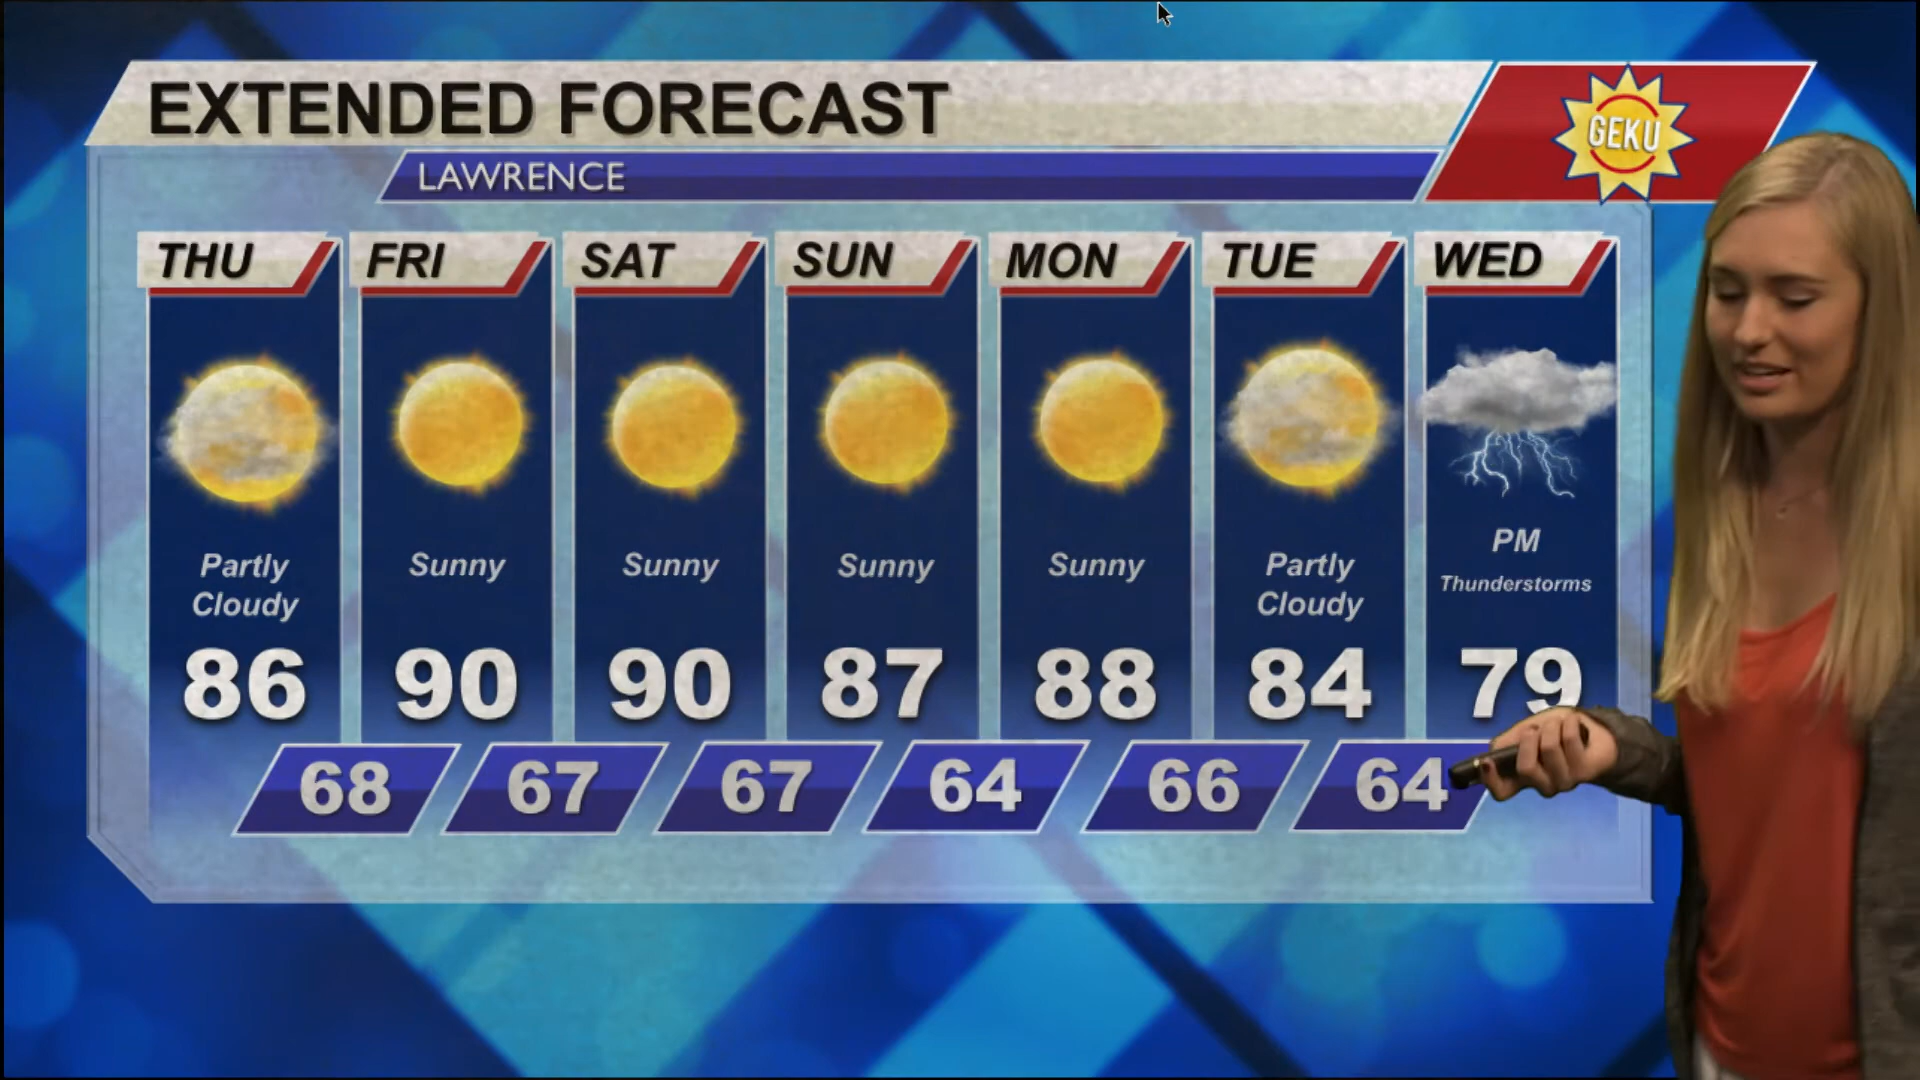 EXTENDED FORECAST
GEKU
LAWRENCE
THU FRI SAT SUN MON TUE WED
Partly Cloudy
Sunny
Sunny
Sunny
Sunny
Partly Cloudy
PM Thunderstorms
86 90 90 87 88 84 79
68 67 67 64 66 64